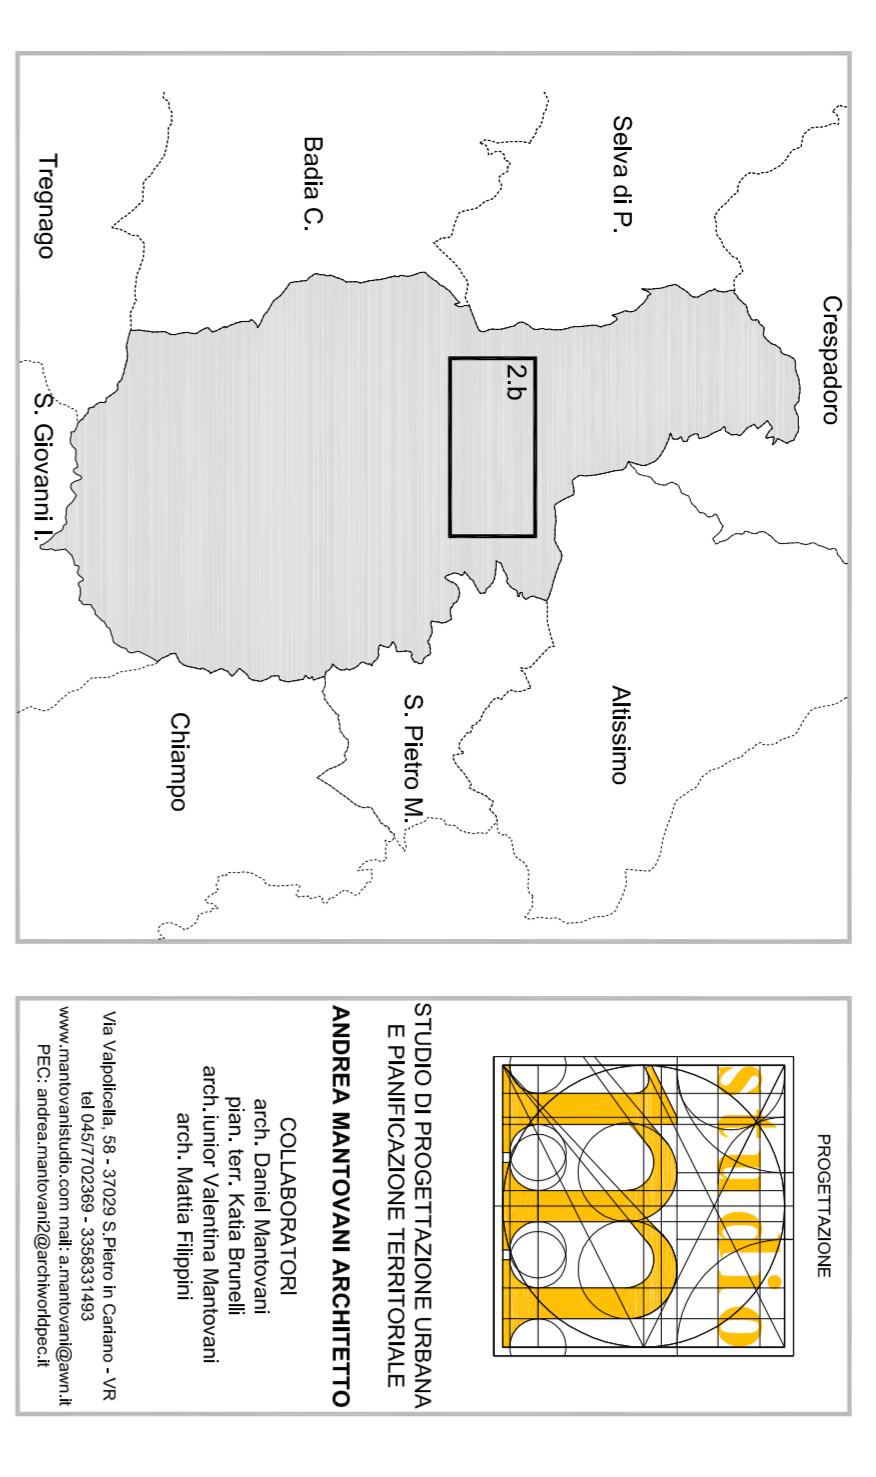 Crespadoro
Selva di P.
Altissimo
2.b
S. Pietro M.
Badia C.
Chiampo
Tregnago
S. Giovanni I.
PROGETTAZIONE
studio
m
STUDIO DI PROGETTAZIONE URBANA
E PIANIFICAZIONE TERRITORIALE
ANDREA MANTOVANI ARCHITETTO
COLLABORATORI
arch. Daniel Mantovani
pian. terr. Katia Brunelli
arch. iunior Valentina Mantovani
arch. Mattia Filippini
Via Valpolicella, 58 - 37029 S.Pietro in Cariano - VR
tel 045/7702369 - 3358331493
www.mantovanistudio.com mail: a.mantovani@awn.it
PEC: andrea.mantovani2@archiworldpec.it